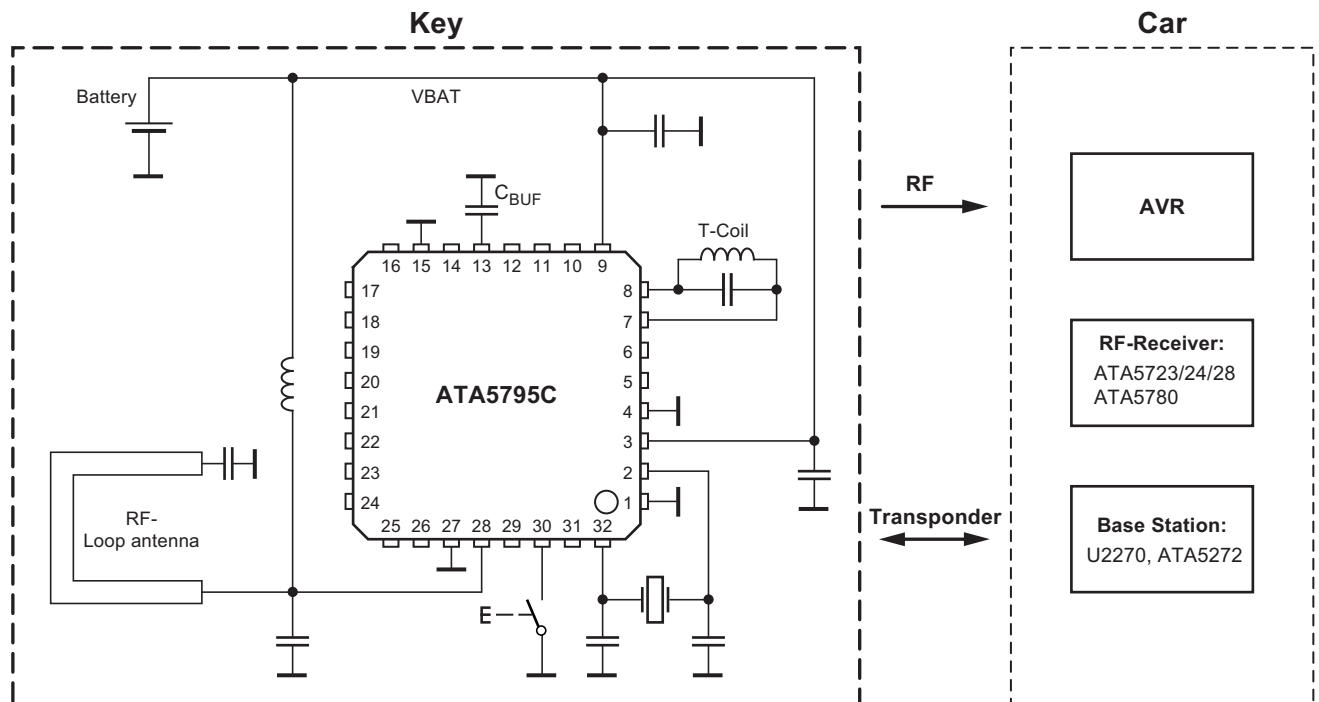 Key
Car
Battery
VBAT
C_BUF
RF
AVR
T-Coil
16 15 14 13 12 11 10 9
17
18
19
20
21
22
23
24
ATA5795C
8
7
6
5
4
3
2
1
25 26 27 28 29 30 31 32
RF-
Loop antenna
E
RF-Receiver:
ATA5723/24/28
ATA5780
Transponder
Base Station:
U2270, ATA5272